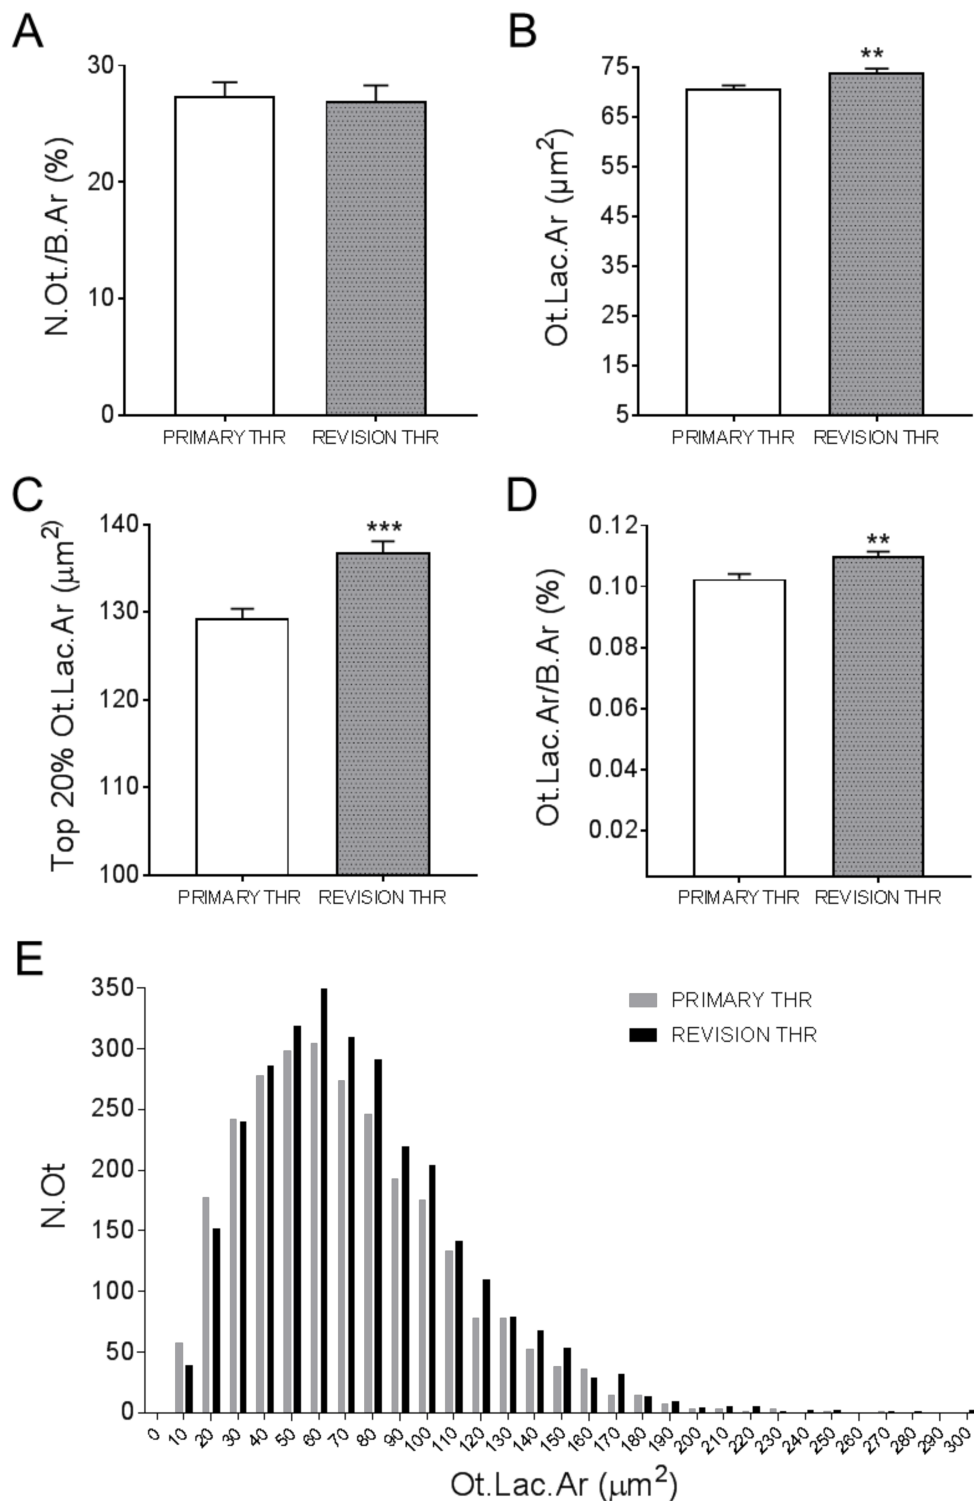 A
B
30
20
10
0
N.Ot./B.Ar (%)
PRIMARY THR
REVISION THR
**
75
65
55
45
35
25
15
5
Ot.Lac.Ar (μm²)
PRIMARY THR
REVISION THR
C
D
***
140
130
120
110
100
Top 20% Ot.Lac.Ar (μm²)
PRIMARY THR
REVISION THR
**
0.12
0.10
0.08
0.06
0.04
0.02
Ot.Lac.Ar/B.Ar (%)
PRIMARY THR
REVISION THR
E
350
300
250
200
150
100
50
0
N.Ot
PRIMARY THR
REVISION THR
0 10 20 30 40 50 60 70 80 90 100 110 120 130 140 150 160 170 180 190 200 210 220 230 240 250 260 270 280 290 300
Ot.Lac.Ar (μm²)